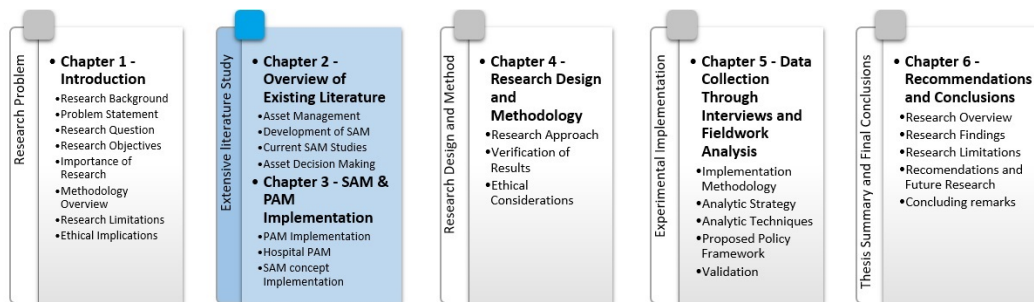 Research Problem
• Chapter 1 -
Introduction
•Research Background
•Problem Statement
•Research Question
•Research Objectives
•Importance of
Research
•Methodology
Overview
•Research Limitations
•Ethical Implications
Extensive literature Study
• Chapter 2 -
Overview of
Existing Literature
•Asset Management
•Development of SAM
•Current SAM Studies
•Asset Decision Making
• Chapter 3 - SAM &
PAM
Implementation
•PAM Implementation
•Hospital PAM
•SAM concept
Implementation
Research Design and Method
• Chapter 4 -
Research Design
and
Methodology
•Research Approach
•Verification of
Results
•Ethical
Considerations
Experimental Implementation
• Chapter 5 - Data
Collection
Through
Interviews and
Fieldwork
Analysis
•Implementation
Methodology
•Analytic Strategy
•Analytic Techniques
•Proposed Policy
Framework
•Validation
Thesis Summary and Final Conclusions
• Chapter 6 -
Recommendations
and Conclusions
•Research Overview
•Research Findings
•Research Limitations
•Recomendations and
Future Research
•Concluding remarks